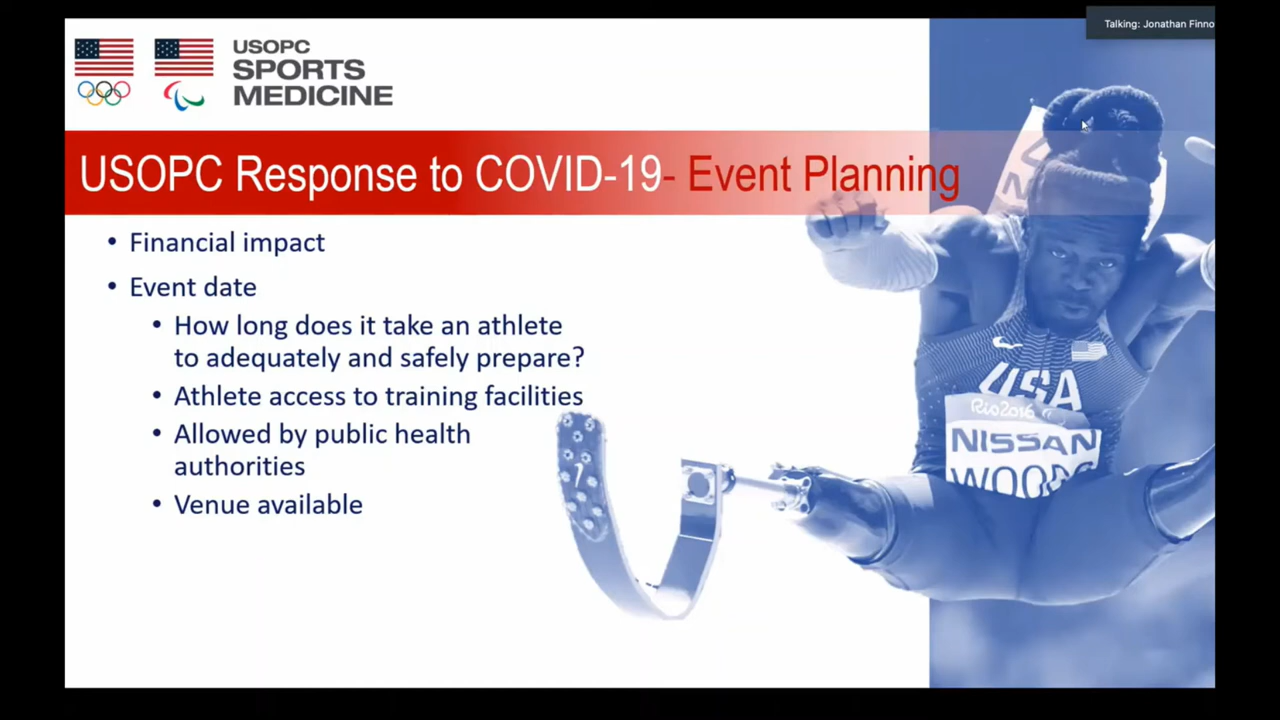 Talking: Jonathan Finno
USOPC
SPORTS
MEDICINE
USOPC Response to COVID-19- Event Planning
• Financial impact
• Event date
• How long does it take an athlete
to adequately and safely prepare?
• Athlete access to training facilities
• Allowed by public health
authorities
• Venue available
USA
Rio2016
NISSAN
WOODS